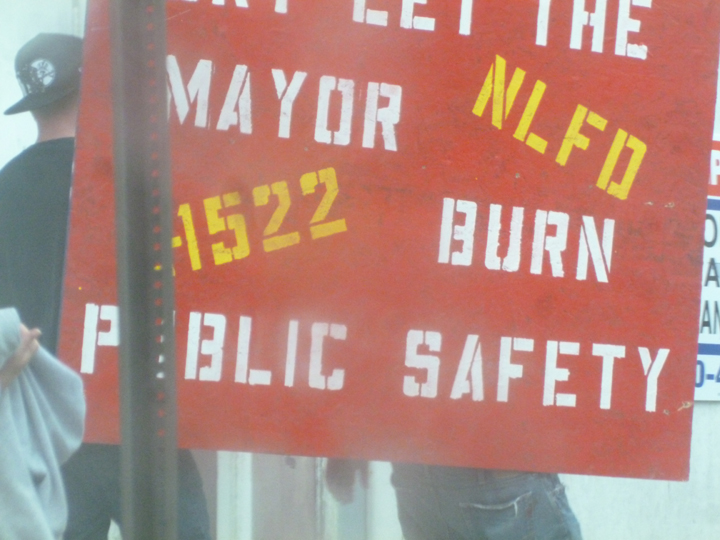 LET THE
MAYOR NLFD
-1522 BURN
PUBLIC SAFETY